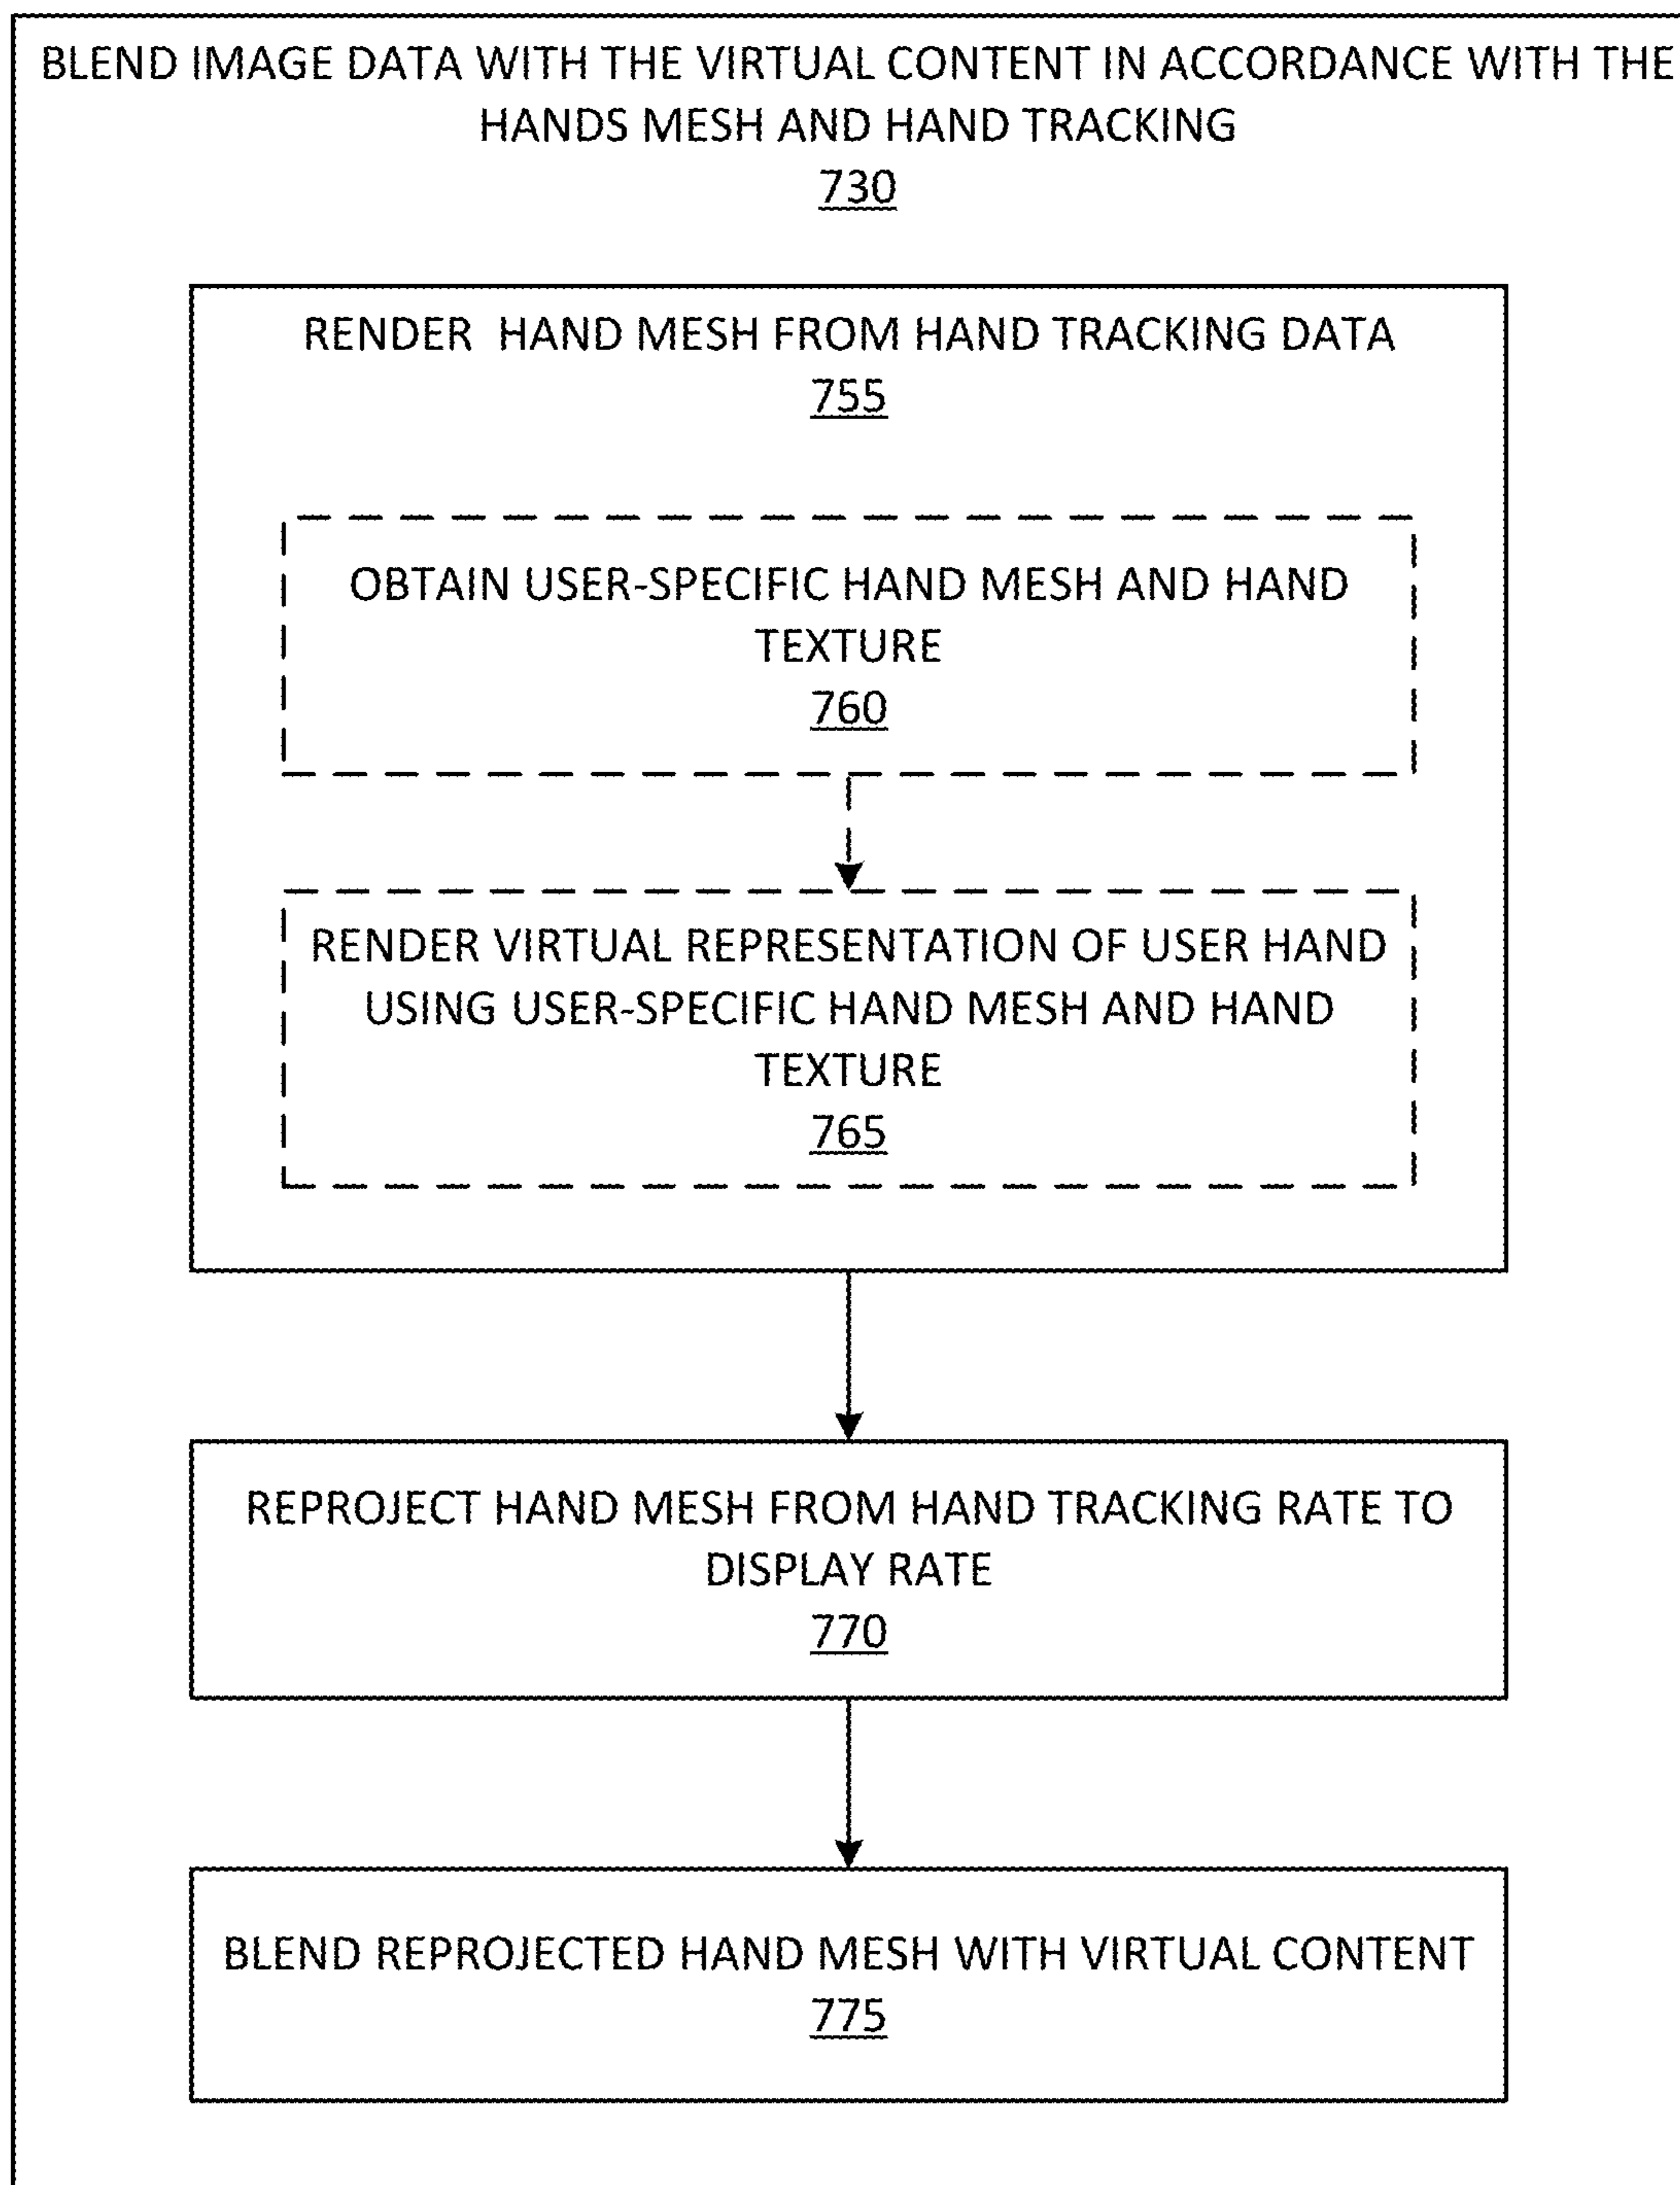 BLEND IMAGE DATA WITH THE VIRTUAL CONTENT IN ACCORDANCE WITH THE
HANDS MESH AND HAND TRACKING
730
RENDER HAND MESH FROM HAND TRACKING DATA
755
OBTAIN USER-SPECIFIC HAND MESH AND HAND
TEXTURE
760
RENDER VIRTUAL REPRESENTATION OF USER HAND
USING USER-SPECIFIC HAND MESH AND HAND
TEXTURE
765
REPROJECT HAND MESH FROM HAND TRACKING RATE TO
DISPLAY RATE
770
BLEND REPROJECTED HAND MESH WITH VIRTUAL CONTENT
775